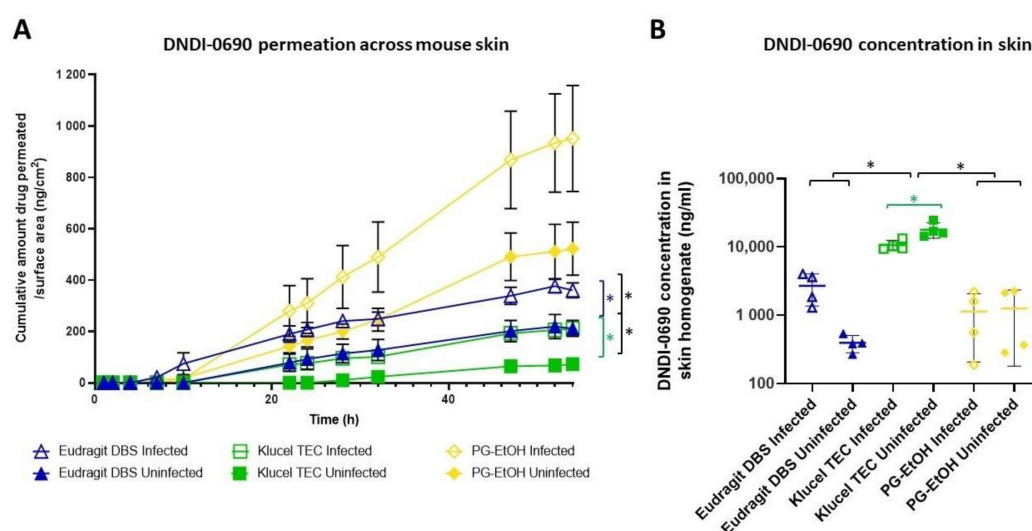 A
DNDI-0690 permeation across mouse skin
Cumulative amount drug permeated
/surface area (ng/cm²)
1 200
1 000
800
600
400
200
0
0
20
40
Time (h)
*
*
*
*
Eudragit DBS Infected
Klucel TEC Infected
PG-EtOH Infected
Eudragit DBS Uninfected
Klucel TEC Uninfected
PG-EtOH Uninfected
B
DNDI-0690 concentration in skin
DNDI-0690 concentration in
skin homogenate (ng/ml)
*
*
*
100,000
10,000
1 000
100
Eudragit DBS Infected
Eudragit DBS Uninfected
Klucel TEC Infected
Klucel TEC Uninfected
PG-EtOH Infected
PG-EtOH Uninfected